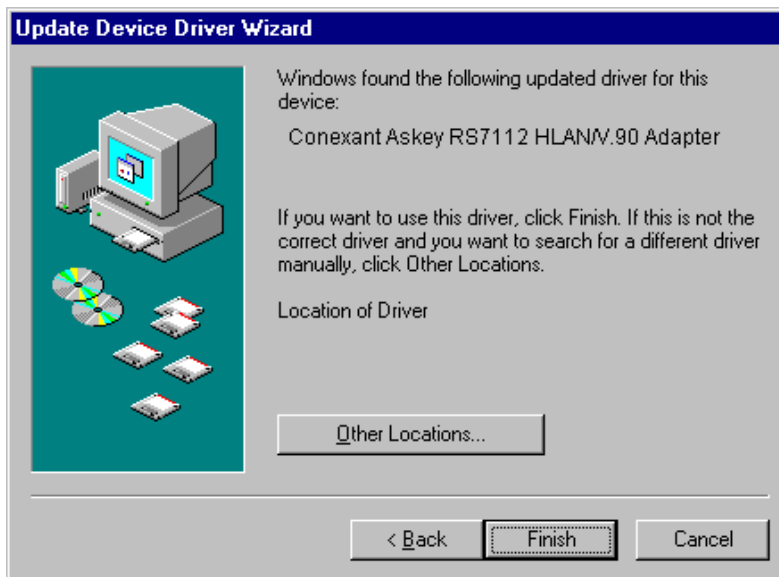 Update Device Driver Wizard
Windows found the following updated driver for this
device:
Conexant Askey RS7112 HLAN/V.90 Adapter
If you want to use this driver, click Finish. If this is not the
correct driver and you want to search for a different driver
manually, click Other Locations.
Location of Driver
Other Locations...
< Back
Finish
Cancel